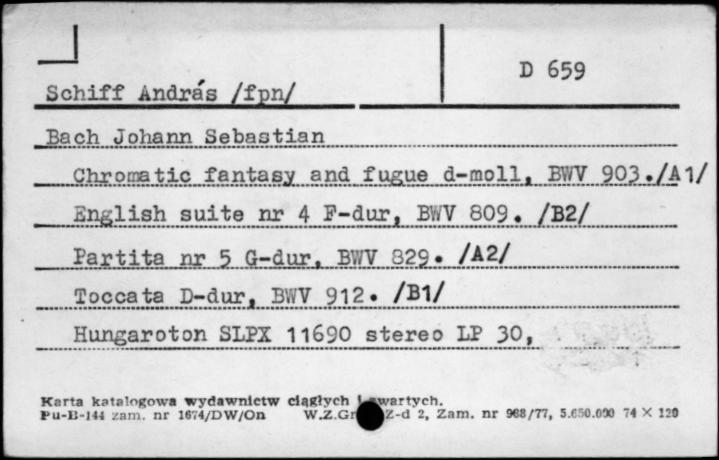 D 659
Schiff András /fpn/
Bach Johann Sebastian
Chromatic fantasy and fugue d-moll, BWV 903./A1/
English suite nr 4 F-dur, BWV 809. /B2/
Partita nr 5 G-dur, BWV 829. /A2/
Toccata D-dur, BWV 912. /B1/
Hungaroton SLPX 11690 stereo LP 30,
Karta katalogowa wydawnictw ciągłych i zwartych.
Pu-B-144 zam. nr 1674/DW/On W.Z.Gr Z-d 2, Zam. nr 968/77, 5.650.000 74 × 120